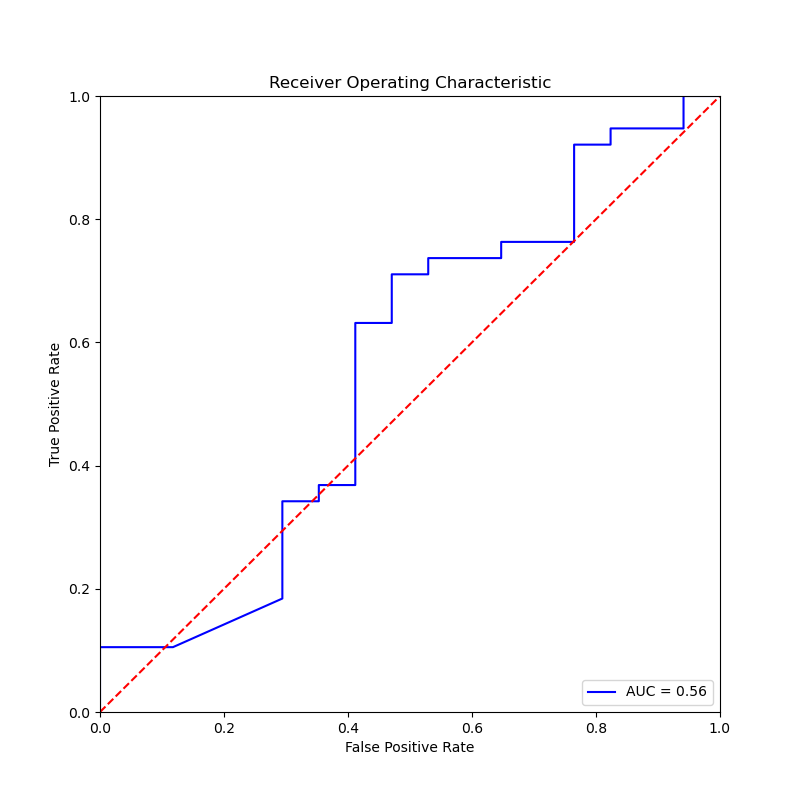 Receiver Operating Characteristic
1.0
0.8
0.6
0.4
0.2
0.0
True Positive Rate
AUC = 0.56
0.0 0.2 0.4 0.6 0.8 1.0
False Positive Rate